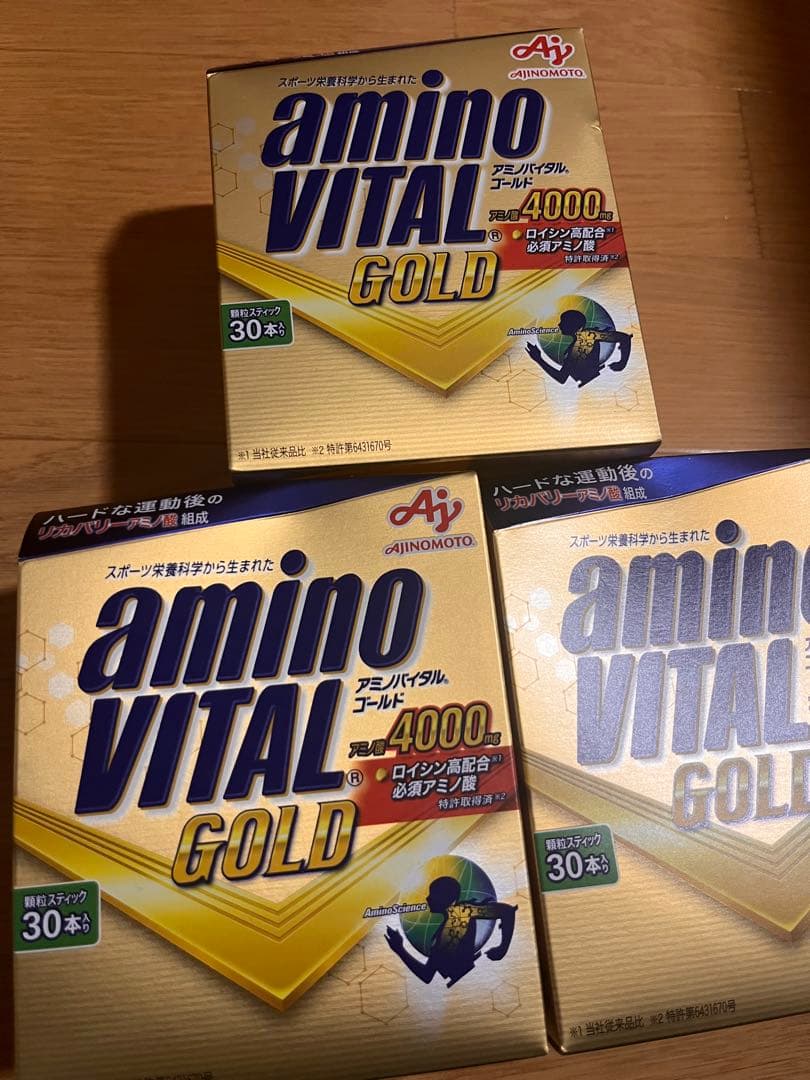 Aj
AJINOMOTO®
スポーツ栄養科学から生まれた
amino
VITAL®
アミノバイタル®
ゴールド
GOLD
アミノ酸4000mg
ロイシン高配合※1
必須アミノ酸
特許取得済※2
顆粒スティック
30本入り
AminoScience
※1 当社従来品比 ※2 特許第6431670号
ハードな運動後の
リカバリーアミノ酸組成
Aj
AJINOMOTO®
スポーツ栄養科学から生まれた
amino
VITAL®
アミノバイタル®
ゴールド
GOLD
アミノ酸4000mg
ロイシン高配合※1
必須アミノ酸
特許取得済※2
顆粒スティック
30本入り
AminoScience
ハードな運動後の
リカバリーアミノ酸組成
スポーツ栄養科学から生まれた
amin
VITAL
GOLD
顆粒スティック
30本入り
※1 当社従来品比 ※2 特許第6431670号